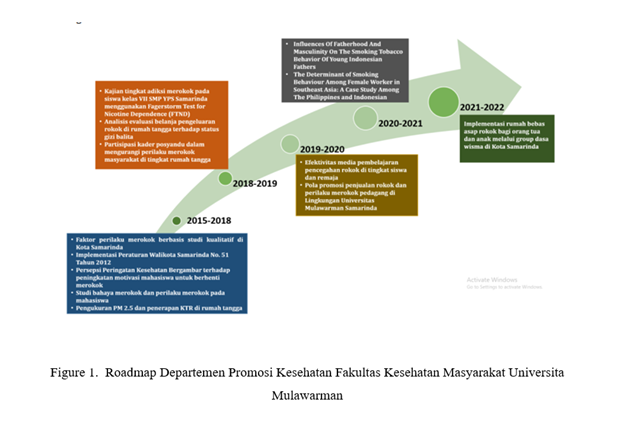 • Influences Of Fatherhood And
Masculinity On The Smoking Tobacco
Behavior Of Young Indonesian
Fathers
• The Determinant of Smoking
Behaviour Among Female Worker in
Southeast Asia: A Case Study Among
The Philippines and Indonesian
• Kajian tingkat adiksi merokok pada
siswa kelas VII SMP YPS Samarinda
menggunakan Fagerstorm Test for
Nicotine Dependence (FTND)
• Analisis evaluasi belanja pengeluaran
rokok di rumah tangga terhadap status
gizi balita
• Partisipasi kader posyandu dalam
mengurangi perilaku merokok
masyarakat di tingkat rumah tangga
2021-2022
Implementasi rumah bebas
asap rokok bagi orang tua
dan anak melalui group dasa
wisma di Kota Samarinda
2020-2021
2019-2020
• Efektivitas media pembelajaran
pencegahan rokok di tingkat siswa
dan remaja
• Pola promosi penjualan rokok dan
perilaku merokok pedagang di
Lingkungan Universitas
Mulawarman Samarinda
2018-2019
2015-2018
• Faktor perilaku merokok berbasis studi kualitatif di
Kota Samarinda
• Implementasi Peraturan Walikota Samarinda No. 51
Tahun 2012
• Persepsi Peringatan Kesehatan Bergambar terhadap
peningkatan motivasi mahasiswa untuk berhenti
merokok
• Studi bahaya merokok dan perilaku merokok pada
mahasiswa
• Pengukuran PM 2.5 dan penerapan KTR di rumah tangga
Activate Windows
Go to Settings to activate Windows.
Figure 1. Roadmap Departemen Promosi Kesehatan Fakultas Kesehatan Masyarakat Universita
Mulawarman